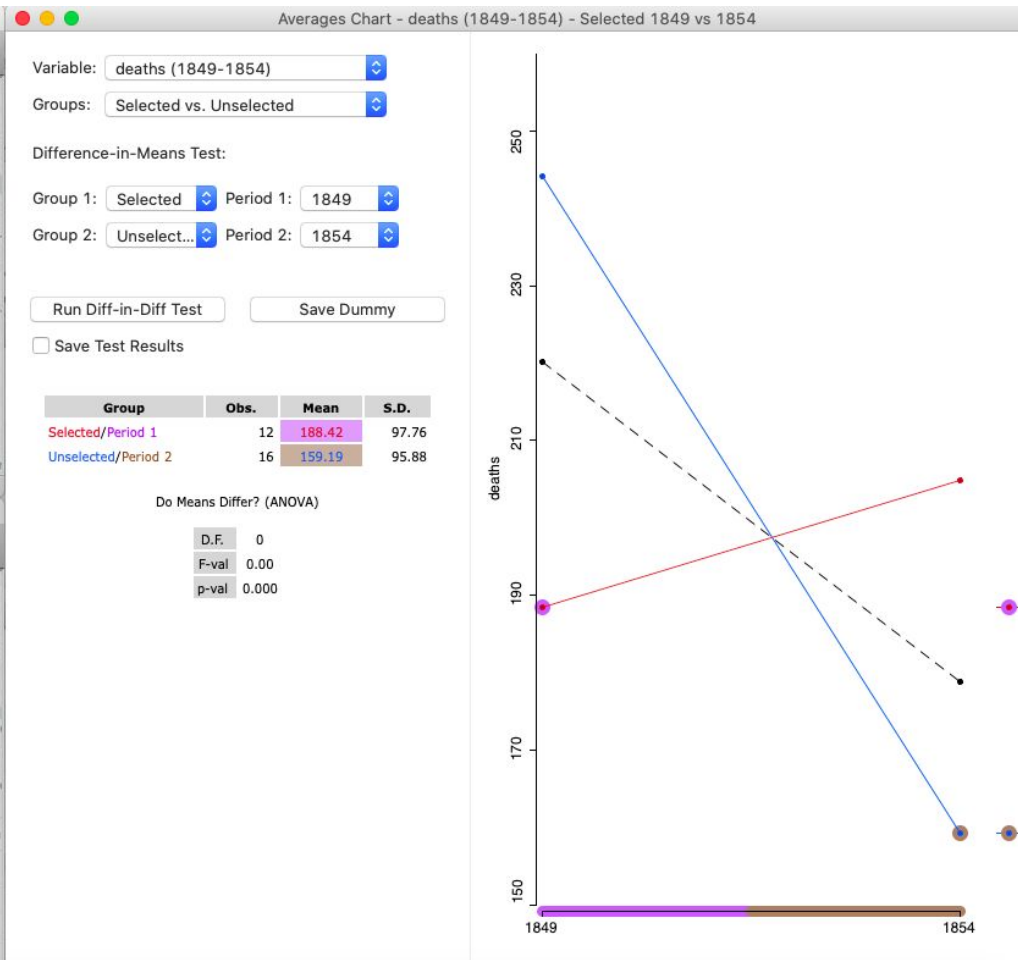 Averages Chart - deaths (1849-1854) - Selected 1849 vs 1854
Variable: deaths (1849-1854)
Groups: Selected vs. Unselected
Difference-in-Means Test:
Group 1: Selected Period 1: 1849
Group 2: Unselect... Period 2: 1854
Run Diff-in-Diff Test Save Dummy
Save Test Results
Group Obs. Mean S.D.
Selected/Period 1 12 188.42 97.76
Unselected/Period 2 16 159.19 95.88
Do Means Differ? (ANOVA)
D.F. 0
F-val 0.00
p-val 0.000
deaths
250
230
210
190
170
150
1849 1854